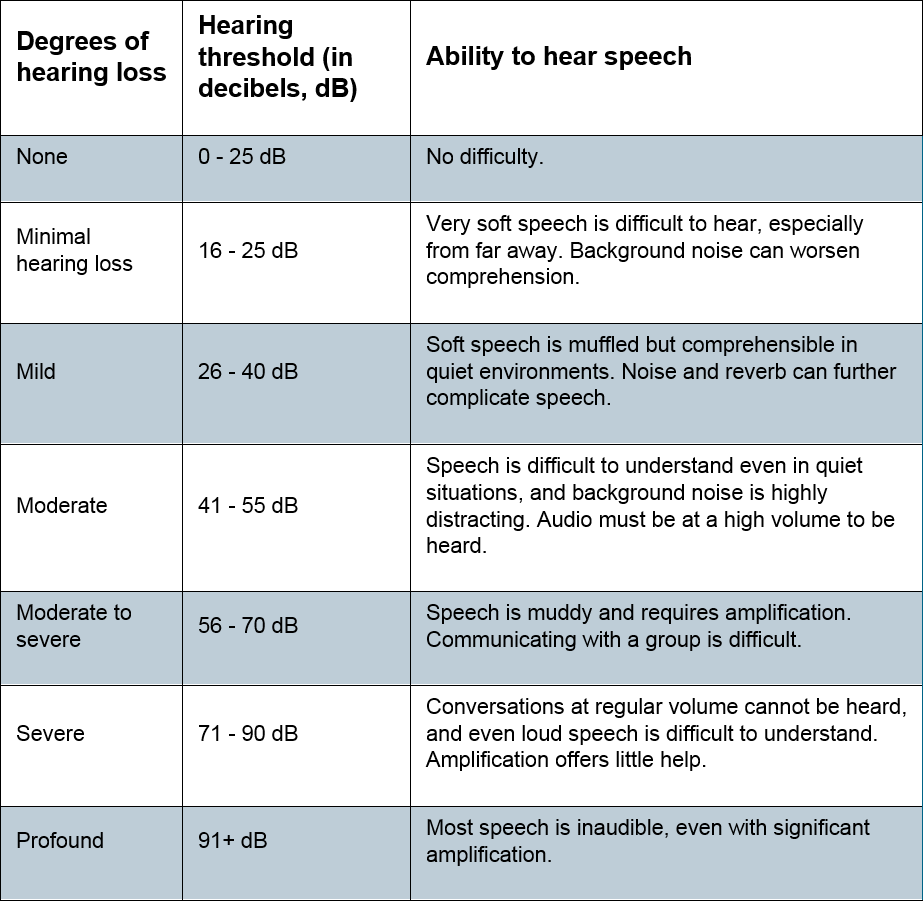 Degrees of
hearing loss
Hearing
threshold (in
decibels, dB)
Ability to hear speech
None
0 - 25 dB
No difficulty.
Minimal
hearing loss
16 - 25 dB
Very soft speech is difficult to hear, especially
from far away. Background noise can worsen
comprehension.
Mild
26 - 40 dB
Soft speech is muffled but comprehensible in
quiet environments. Noise and reverb can further
complicate speech.
Moderate
41 - 55 dB
Speech is difficult to understand even in quiet
situations, and background noise is highly
distracting. Audio must be at a high volume to be
heard.
Moderate to
severe
56 - 70 dB
Speech is muddy and requires amplification.
Communicating with a group is difficult.
Severe
71 - 90 dB
Conversations at regular volume cannot be heard,
and even loud speech is difficult to understand.
Amplification offers little help.
Profound
91+ dB
Most speech is inaudible, even with significant
amplification.